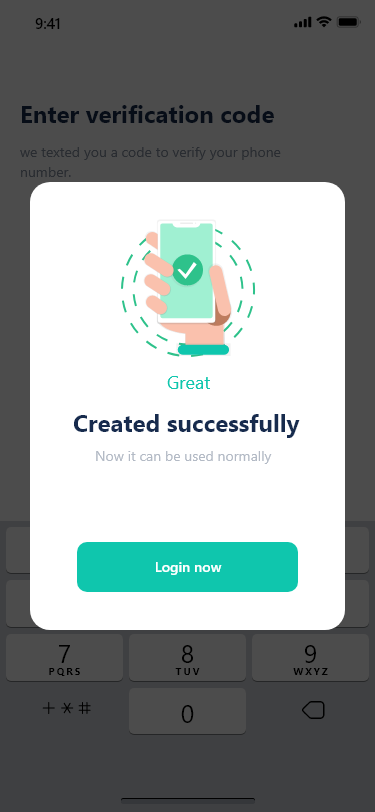 9:41
Enter verification code
we texted you a code to verify your phone
number.
Great
Created successfully
Now it can be used normally
Login now
7 8 9
PQRS TUV WXYZ
+*# 0